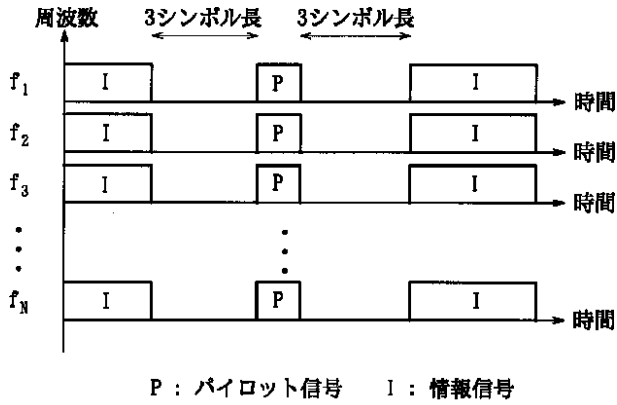 周波数 3シンボル長 3シンボル長
f1 I P I 時間
f2 I P I 時間
f3 I P I 時間
fN I P I 時間
P : パイロット信号 I : 情報信号